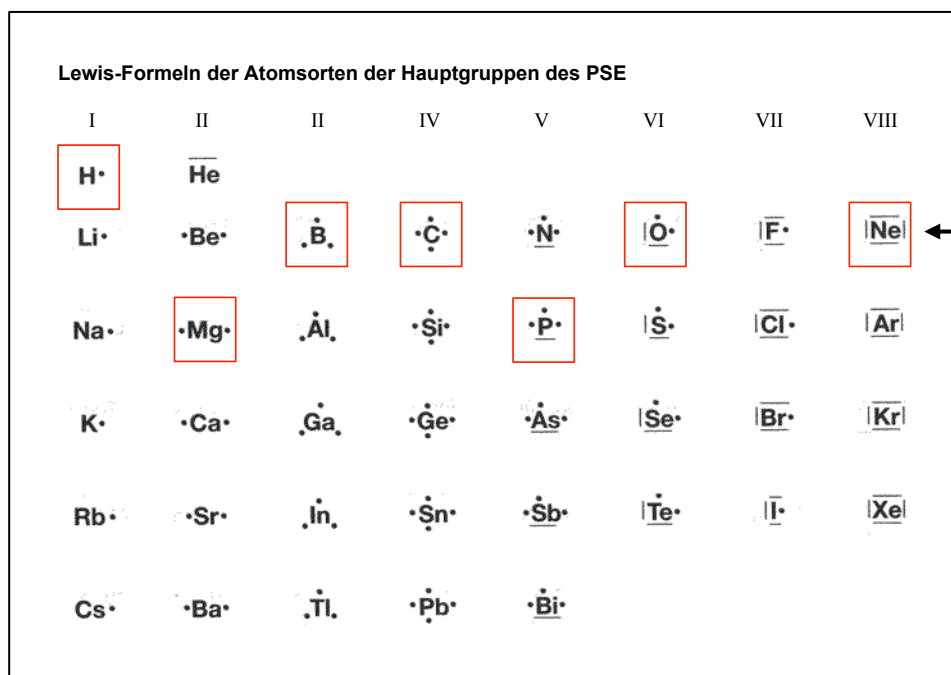 Lewis-Formeln der Atomsorten der Hauptgruppen des PSE
I II II IV V VI VII VIII
H He
Li Be B C N O F Ne
Na Mg Al Si P S Cl Ar
K Ca Ga Ge As Se Br Kr
Rb Sr In Sn Sb Te I Xe
Cs Ba Tl Pb Bi